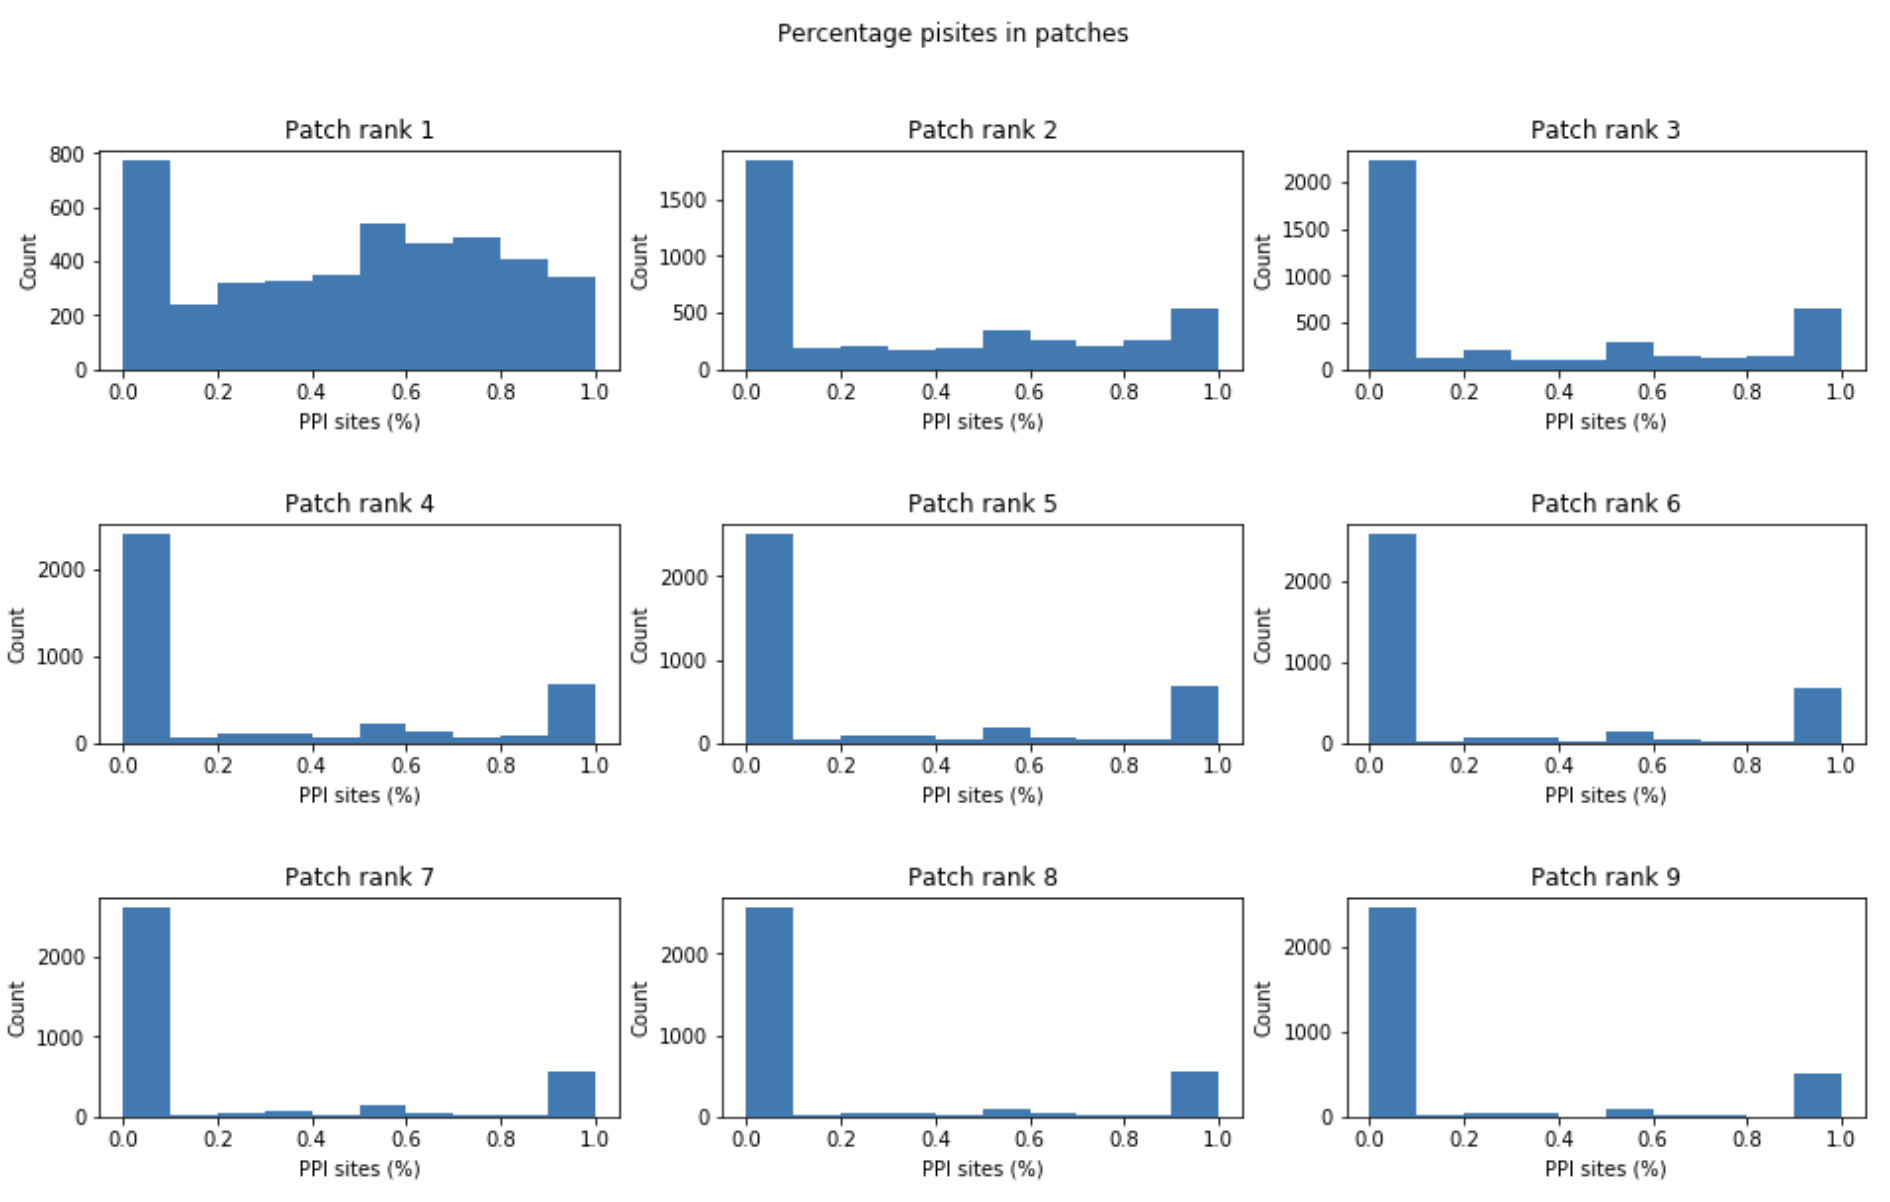 Percentage pisites in patches
Patch rank 1
Patch rank 2
Patch rank 3
800
600
400
200
0
Count
0.0 0.2 0.4 0.6 0.8 1.0
PPI sites (%)
1500
1000
500
0
Count
0.0 0.2 0.4 0.6 0.8 1.0
PPI sites (%)
2000
1500
1000
500
0
Count
0.0 0.2 0.4 0.6 0.8 1.0
PPI sites (%)
Patch rank 4
Patch rank 5
Patch rank 6
2000
1000
0
Count
0.0 0.2 0.4 0.6 0.8 1.0
PPI sites (%)
2000
1000
0
Count
0.0 0.2 0.4 0.6 0.8 1.0
PPI sites (%)
2000
1000
0
Count
0.0 0.2 0.4 0.6 0.8 1.0
PPI sites (%)
Patch rank 7
Patch rank 8
Patch rank 9
2000
1000
0
Count
0.0 0.2 0.4 0.6 0.8 1.0
PPI sites (%)
2000
1000
0
Count
0.0 0.2 0.4 0.6 0.8 1.0
PPI sites (%)
2000
1000
0
Count
0.0 0.2 0.4 0.6 0.8 1.0
PPI sites (%)